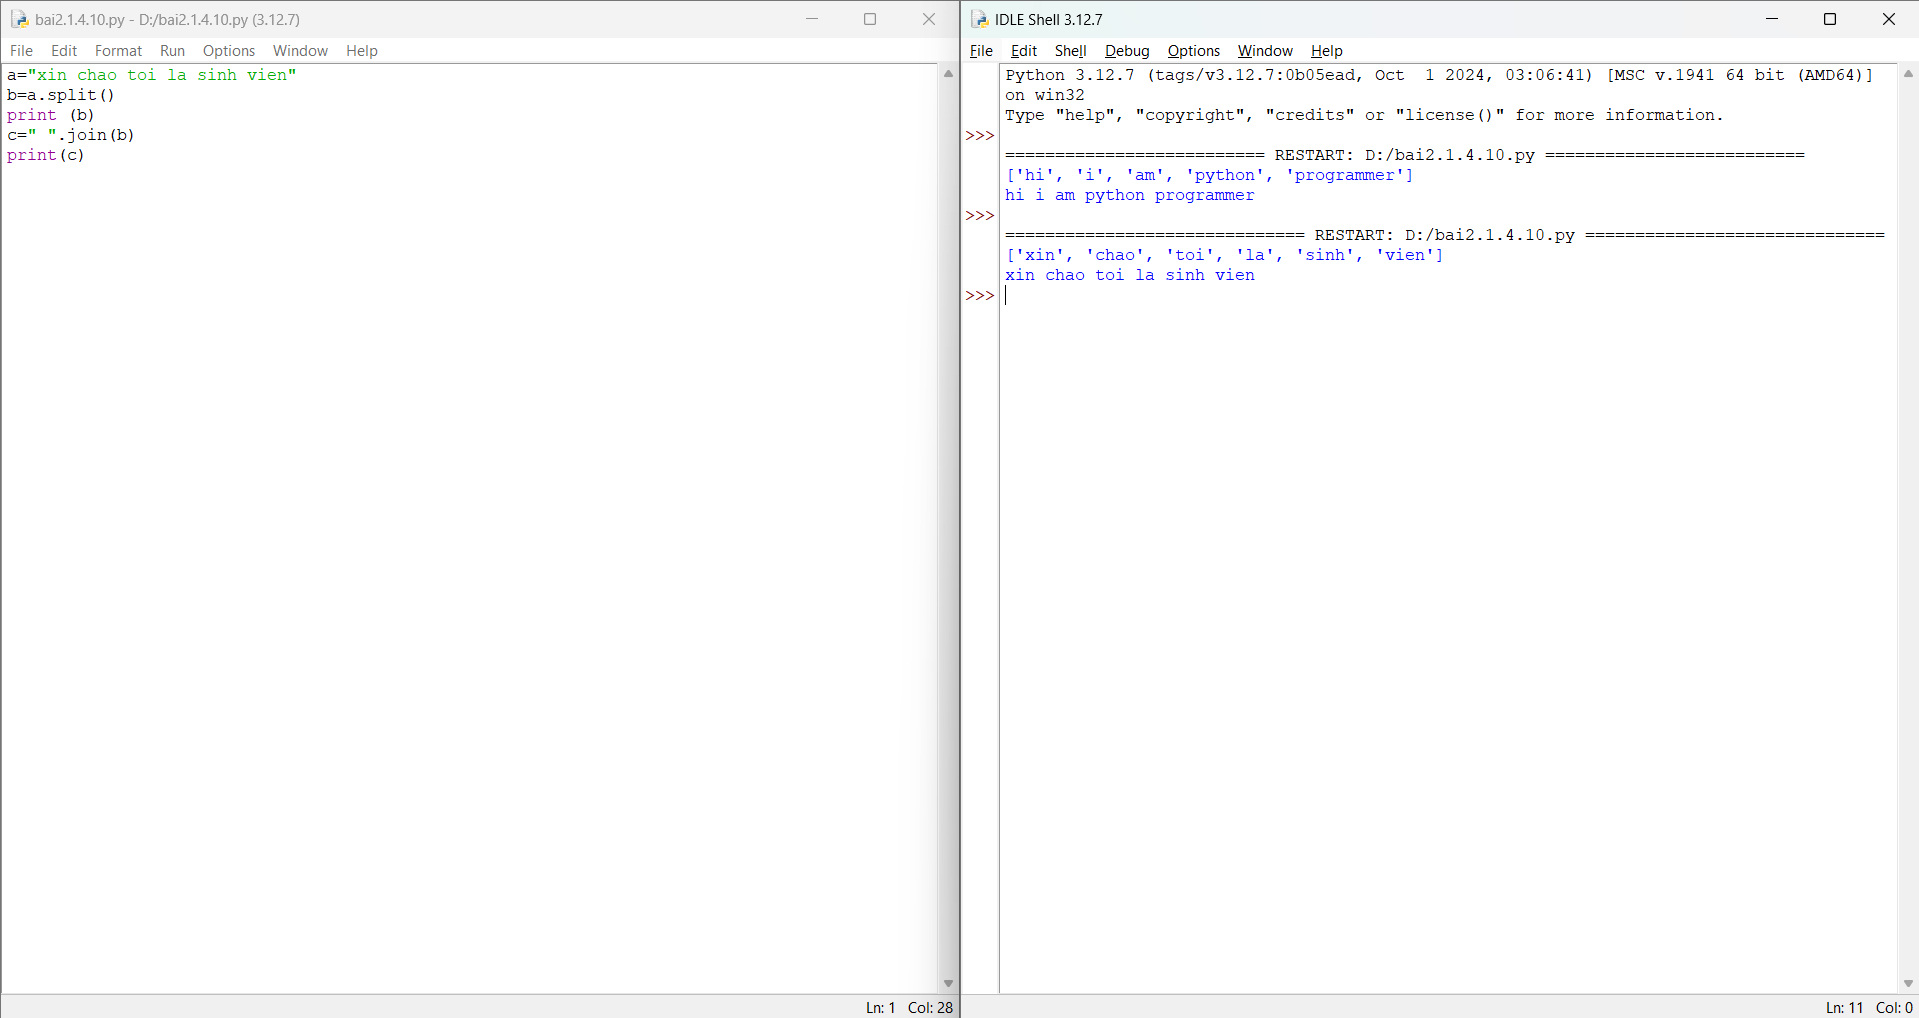 bai2.1.4.10.py - D:/bai2.1.4.10.py (3.12.7)
File Edit Format Run Options Window Help
a="xin chao toi la sinh vien"
b=a.split()
print (b)
c=" ".join(b)
print(c)
Ln: 1 Col: 28
IDLE Shell 3.12.7
File Edit Shell Debug Options Window Help
Python 3.12.7 (tags/v3.12.7:0b05ead, Oct  1 2024, 03:06:41) [MSC v.1941 64 bit (AMD64)]
on win32
Type "help", "copyright", "credits" or "license()" for more information.
>>>
========================== RESTART: D:/bai2.1.4.10.py ==========================
['hi', 'i', 'am', 'python', 'programmer']
hi i am python programmer
>>>
============================== RESTART: D:/bai2.1.4.10.py ==============================
['xin', 'chao', 'toi', 'la', 'sinh', 'vien']
xin chao toi la sinh vien
>>>
Ln: 11 Col: 0